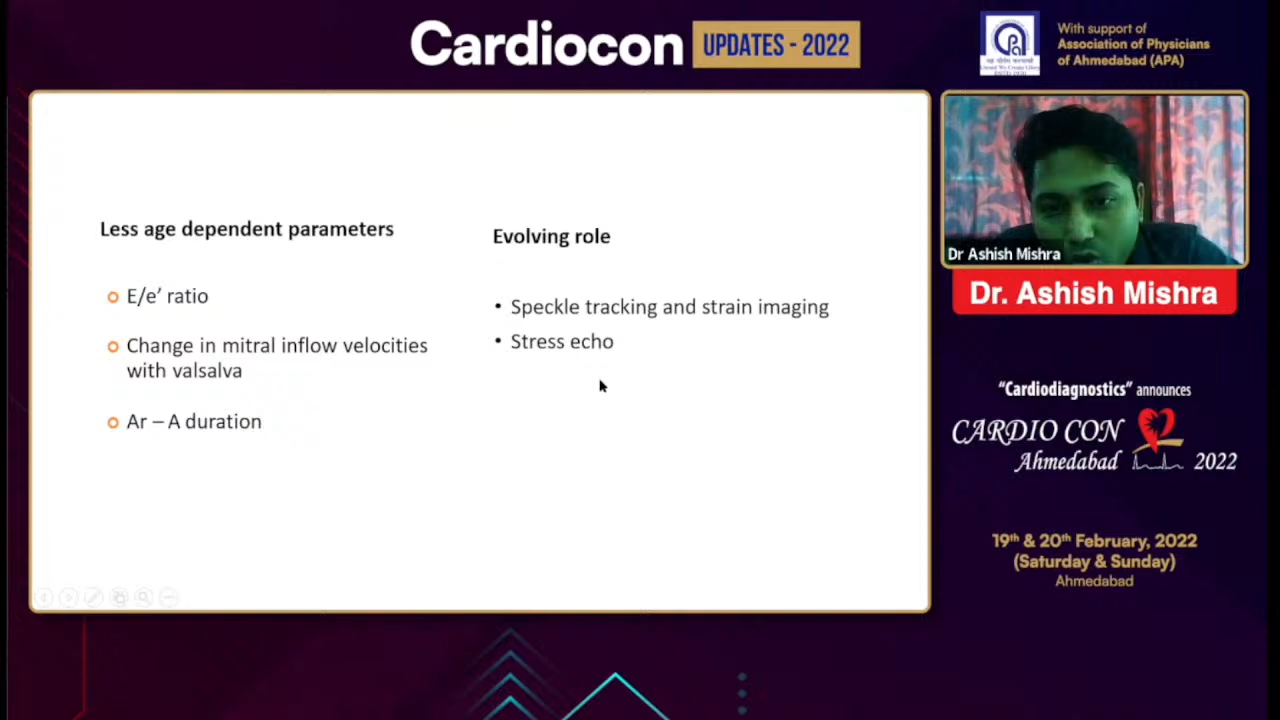 Cardiocon UPDATES - 2022
With support of
Association of Physicians
of Ahmedabad (APA)
Less age dependent parameters
E/e’ ratio
Change in mitral inflow velocities
with valsalva
Ar – A duration
Evolving role
• Speckle tracking and strain imaging
• Stress echo
Dr Ashish Mishra
Dr. Ashish Mishra
“Cardiodiagnostics” announces
CARDIO CON
Ahmedabad 2022
19th & 20th February, 2022
(Saturday & Sunday)
Ahmedabad